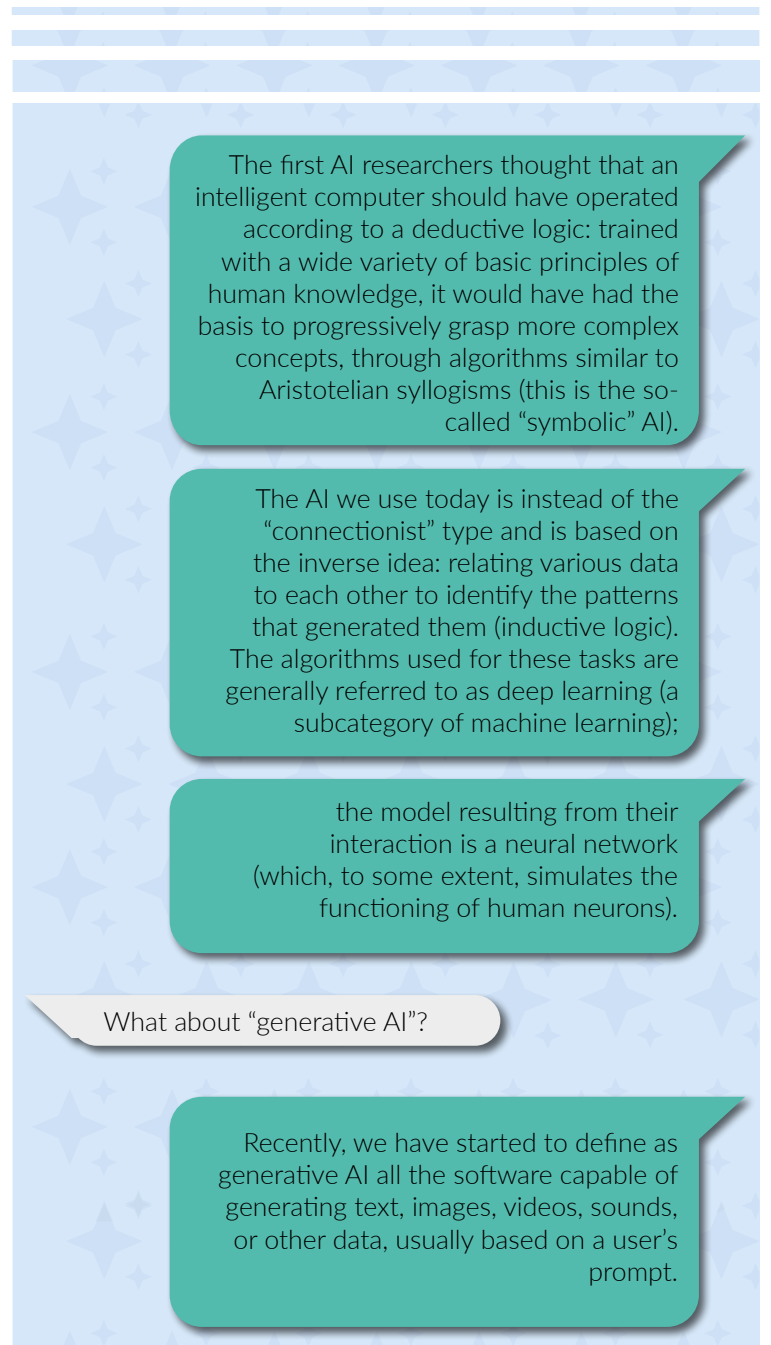 The first AI researchers thought that an
intelligent computer should have operated
according to a deductive logic: trained
with a wide variety of basic principles of
human knowledge, it would have had the
basis to progressively grasp more complex
concepts, through algorithms similar to
Aristotelian syllogisms (this is the so-
called “symbolic” AI).
The AI we use today is instead of the
“connectionist” type and is based on
the inverse idea: relating various data
to each other to identify the patterns
that generated them (inductive logic).
The algorithms used for these tasks are
generally referred to as deep learning (a
subcategory of machine learning);
the model resulting from their
interaction is a neural network
(which, to some extent, simulates the
functioning of human neurons).
What about “generative AI”?
Recently, we have started to define as
generative AI all the software capable of
generating text, images, videos, sounds,
or other data, usually based on a user’s
prompt.